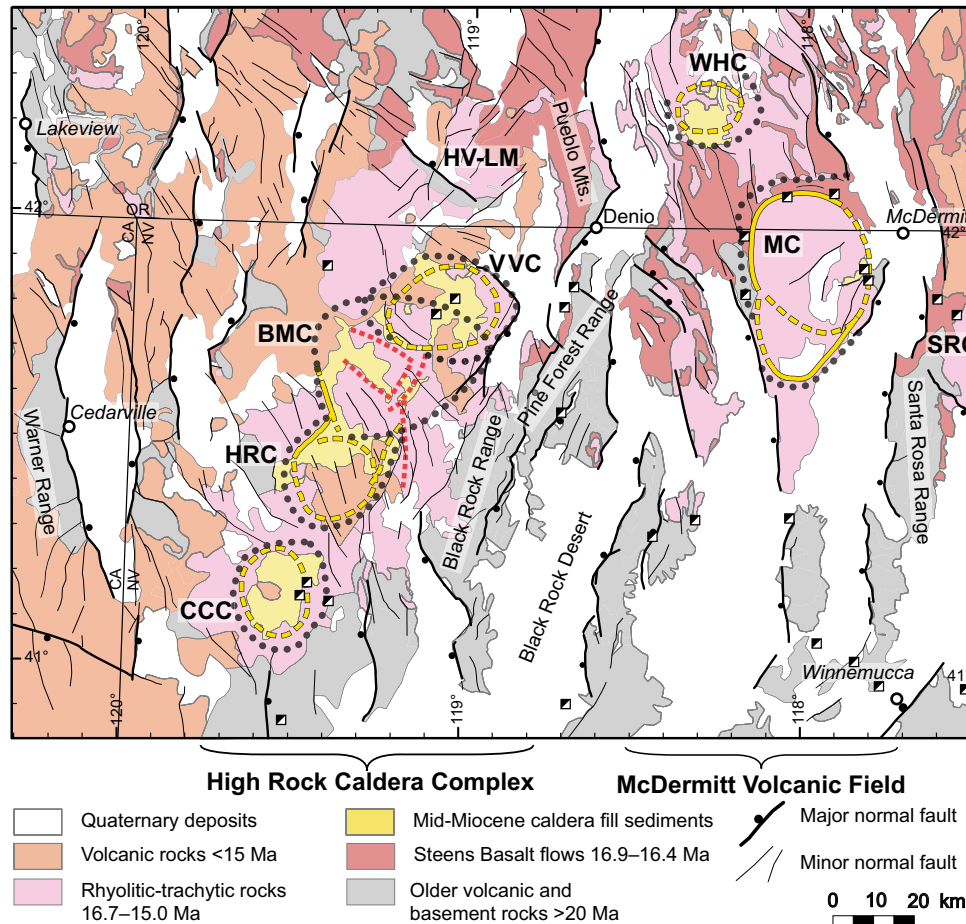 120°
119°
118°
WHC
Lakeview
Pueblo Mts.
HV-LM
42°
OR
CA
NV
Denio
McDermitt
42°
MC
VVC
BMC
SRC
Pine Forest Range
Cedarville
Warner Range
HRC
Black Rock Range
Santa Rosa Range
Black Rock Desert
CA
NV
CCC
41°
Winnemucca
41°
120°
119°
118°
High Rock Caldera Complex
McDermitt Volcanic Field
Quaternary deposits
Mid-Miocene caldera fill sediments
Major normal fault
Volcanic rocks <15 Ma
Steens Basalt flows 16.9–16.4 Ma
Minor normal fault
Rhyolitic-trachytic rocks
16.7–15.0 Ma
Older volcanic and
basement rocks >20 Ma
0 10 20 km